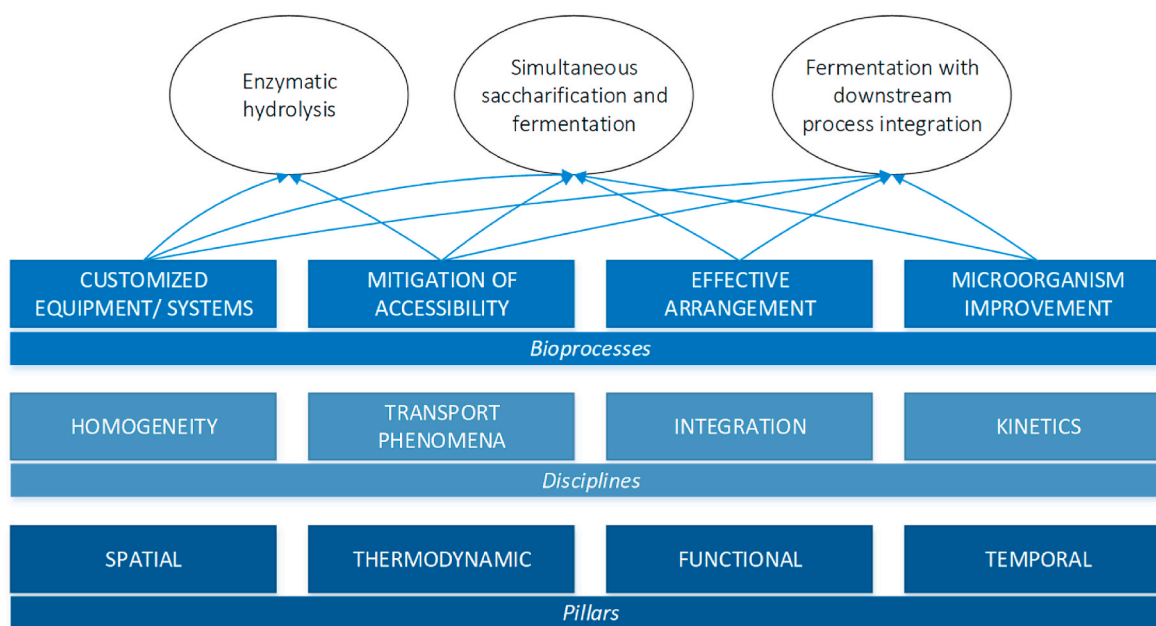 Enzymatic
hydrolysis
Simultaneous
saccharification and
fermentation
Fermentation with
downstream
process integration
CUSTOMIZED
EQUIPMENT/ SYSTEMS
MITIGATION OF
ACCESSIBILITY
EFFECTIVE
ARRANGEMENT
MICROORGANISM
IMPROVEMENT
Bioprocesses
HOMOGENEITY
TRANSPORT
PHENOMENA
INTEGRATION
KINETICS
Disciplines
SPATIAL
THERMODYNAMIC
FUNCTIONAL
TEMPORAL
Pillars